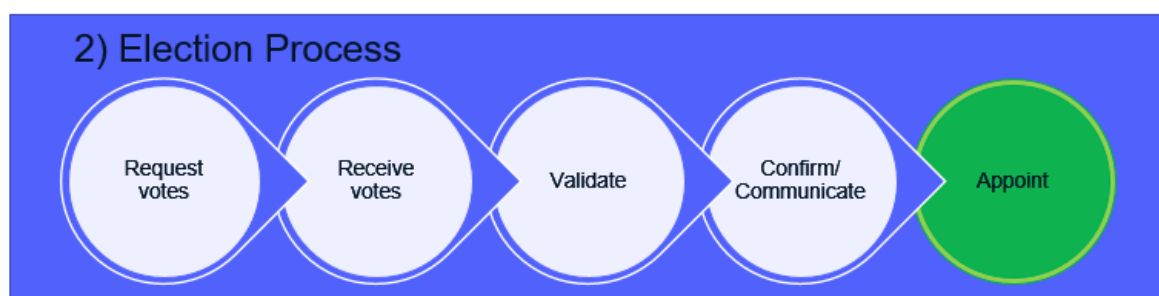 2) Election Process
Request
votes
Receive
votes
Validate
Confirm/
Communicate
Appoint